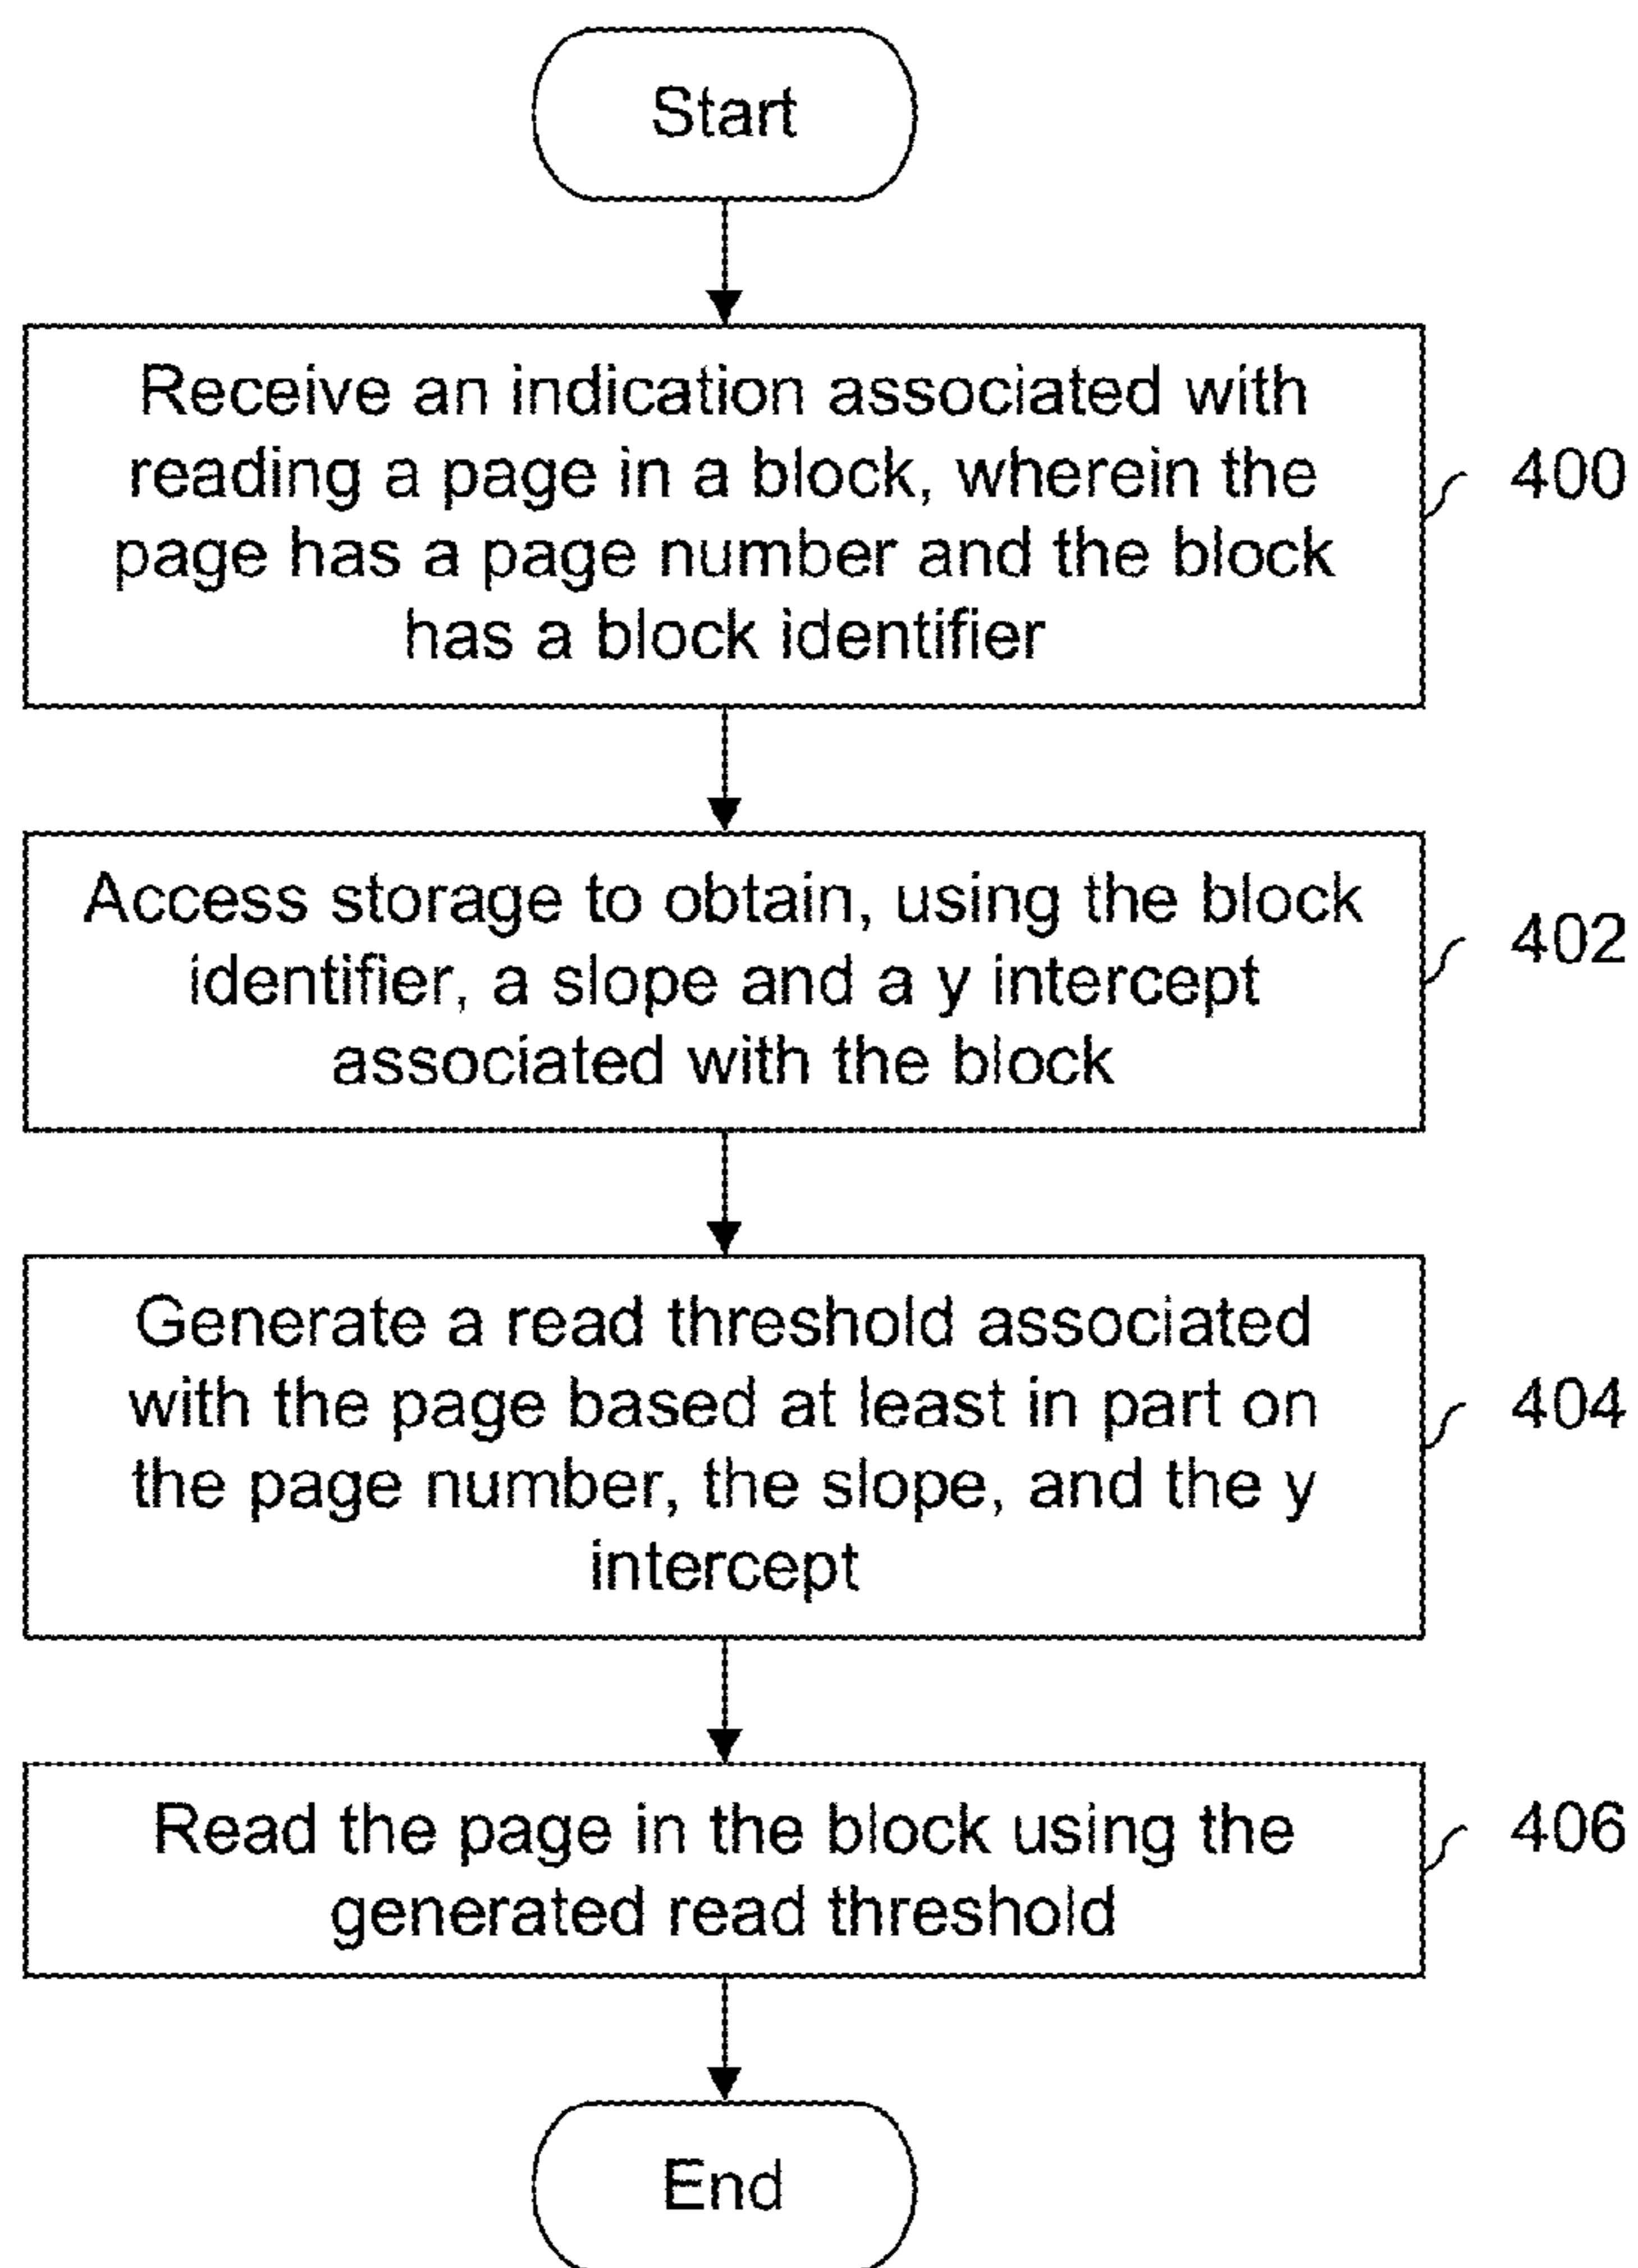 Start
Receive an indication associated with
reading a page in a block, wherein the
page has a page number and the block
has a block identifier
400
Access storage to obtain, using the block
identifier, a slope and a y intercept
associated with the block
402
Generate a read threshold associated
with the page based at least in part on
the page number, the slope, and the y
intercept
404
Read the page in the block using the
generated read threshold
406
End